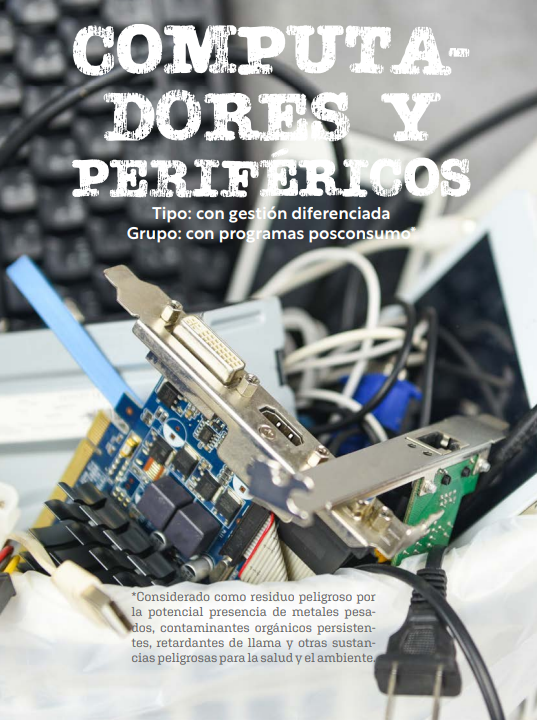 COMPUTA-
DORES Y
PERIFÉRICOS
Tipo: con gestión diferenciada
Grupo: con programas posconsumo*
*Considerado como residuo peligroso por
la potencial presencia de metales pesa-
dos, contaminantes orgánicos persisten-
tes, retardantes de llama y otras sustan-
cias peligrosas para la salud y el ambiente.